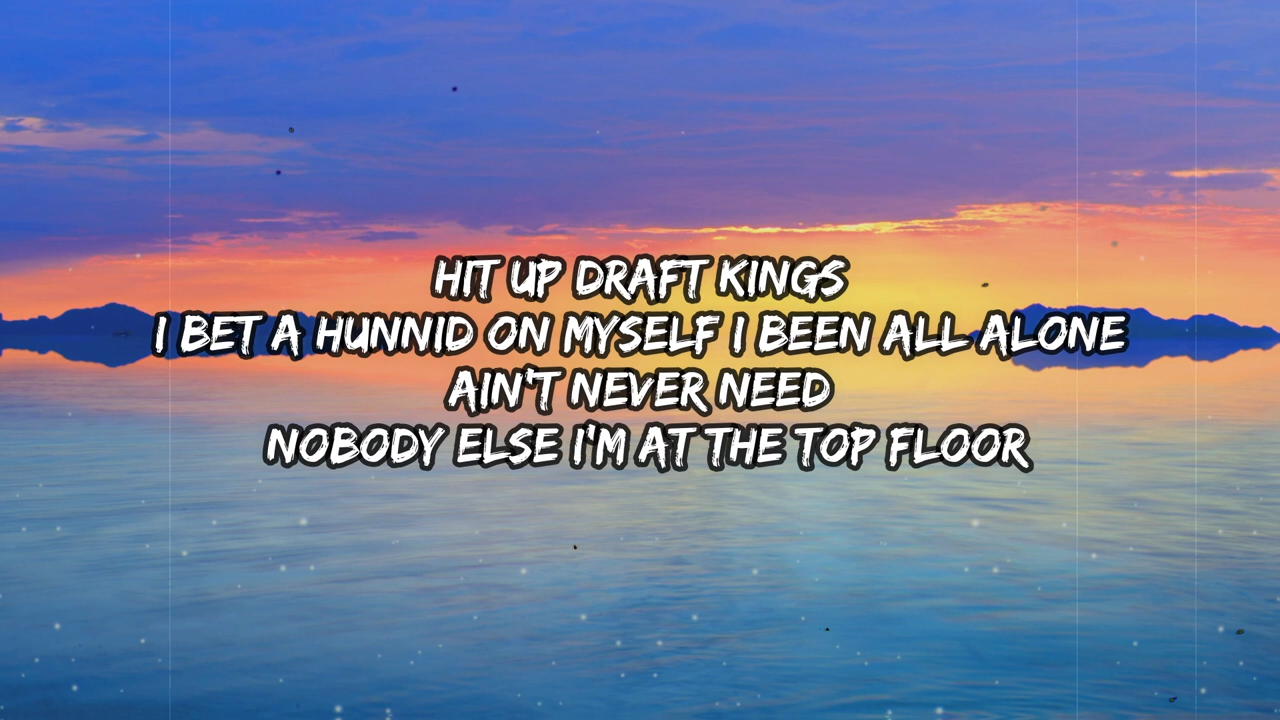 HIT UP DRAFT KINGS
I BET A HUNNID ON MYSELF I BEEN ALL ALONE
AIN'T NEVER NEED
NOBODY ELSE I'M AT THE TOP FLOOR